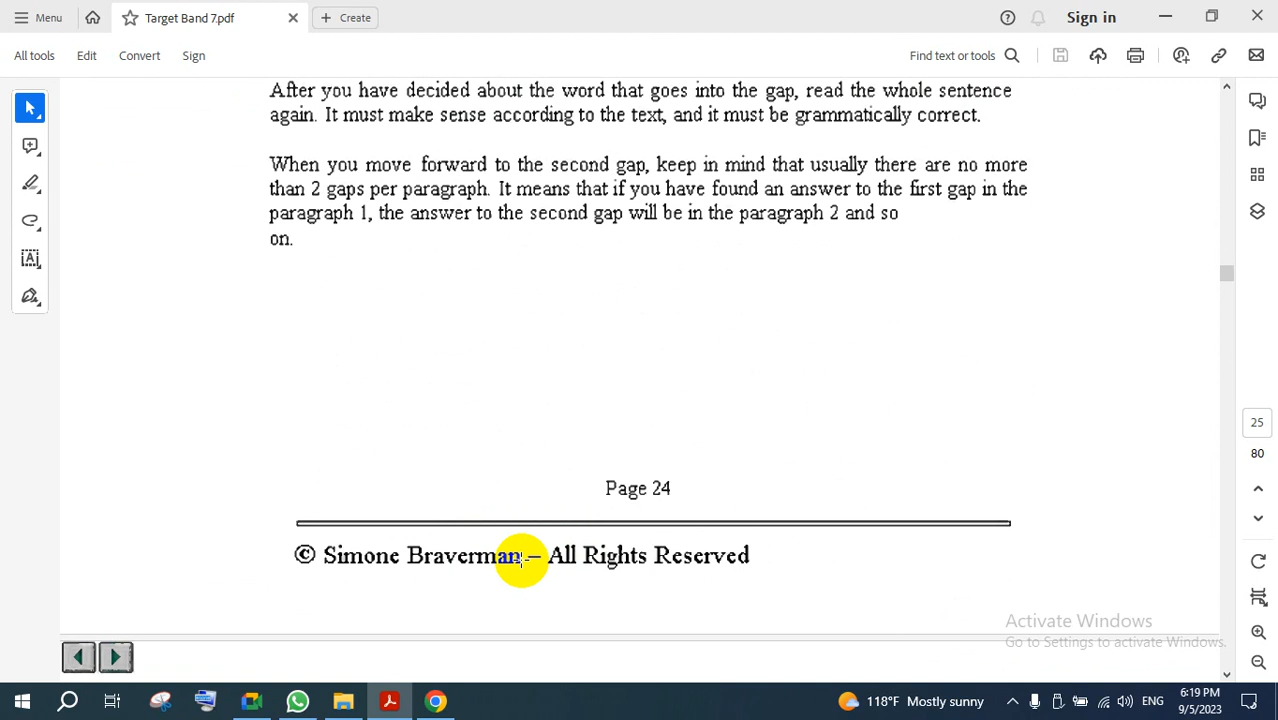 Menu
Target Band 7.pdf
Create
Sign in
All tools
Edit
Convert
Sign
Find text or tools
After you have decided about the word that goes into the gap, read the whole sentence
again. It must make sense according to the text, and it must be grammatically correct.
When you move forward to the second gap, keep in mind that usually there are no more
than 2 gaps per paragraph. It means that if you have found an answer to the first gap in the
paragraph 1, the answer to the second gap will be in the paragraph 2 and so
on.
25
80
Page 24
© Simone Braverman – All Rights Reserved
Activate Windows
Go to Settings to activate Windows.
118°F Mostly sunny
ENG
6:19 PM
9/5/2023